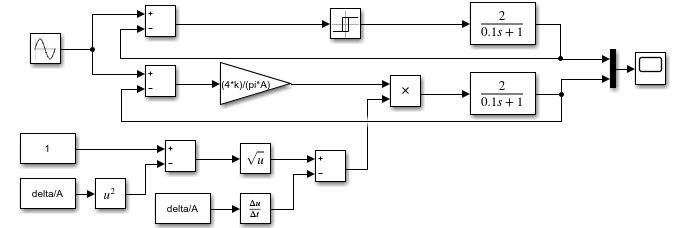 +
−
2
0.1s + 1
+
−
(4*k)/(pi*A)
×
2
0.1s + 1
1
+
−
√u
+
−
delta/A
u²
delta/A
Δu
Δt